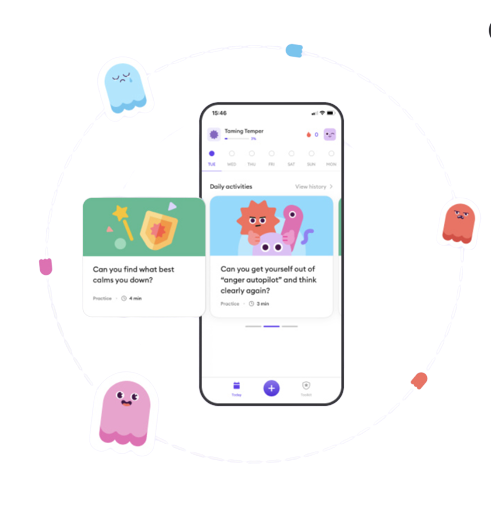 15:46
Taming Temper
1%
0
TUE WED THU FRI SAT SUN MON
Daily activities View history
Can you find what best
calms you down?
Practice 4 min
Can you get yourself out of
“anger autopilot” and think
clearly again?
Practice 3 min
Today